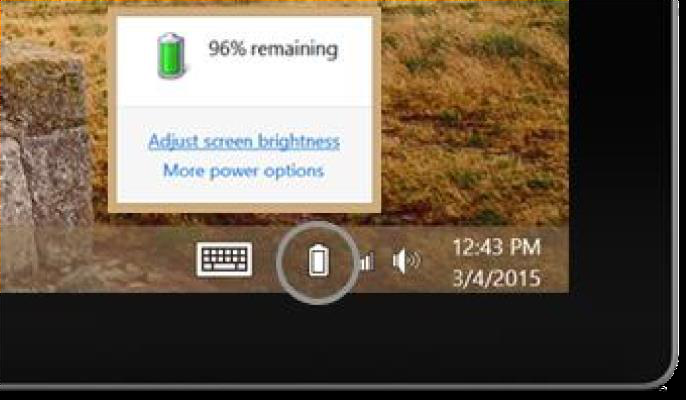 96% remaining
Adjust screen brightness
More power options
12:43 PM
3/4/2015